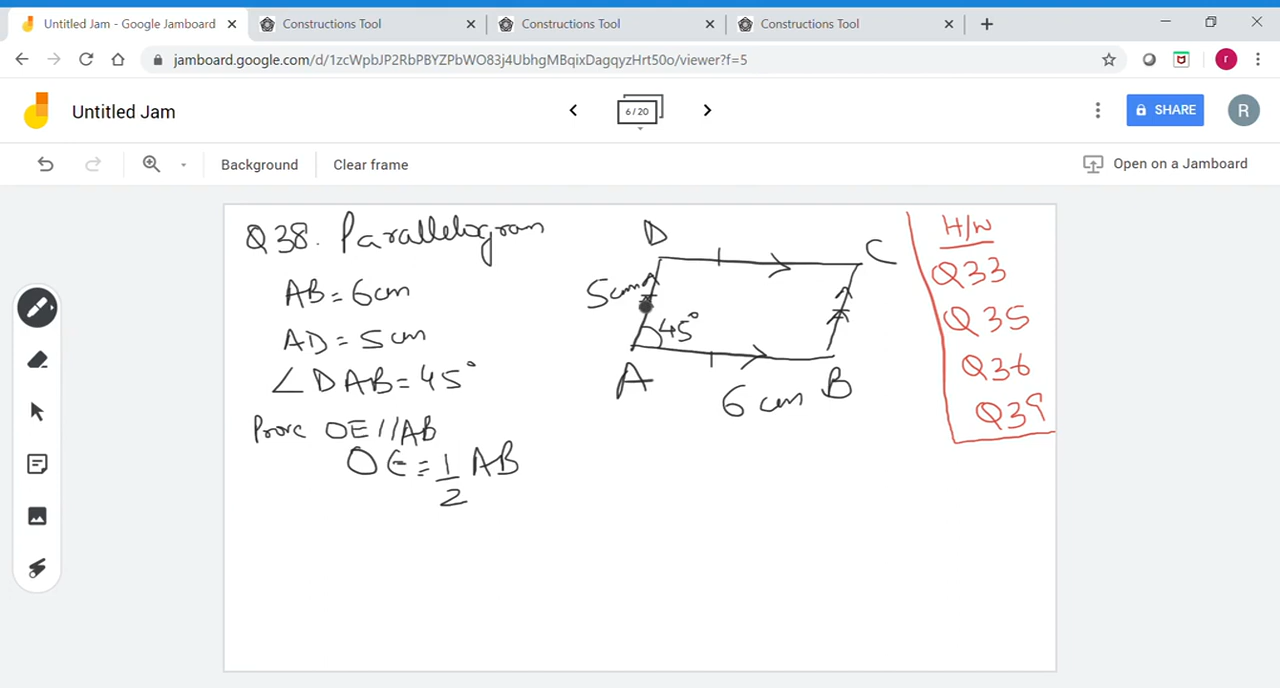 Untitled Jam - Google Jamboard
Constructions Tool
Constructions Tool
Constructions Tool
jamboard.google.com/d/1zcWpbJP2RbPBYZPbWO83j4UbhgMBqixDagqyzHrt50o/viewer?f=5
r
Untitled Jam
6 / 20
SHARE
R
Background
Clear frame
Open on a Jamboard
Q38. Parallelogram
AB = 6cm
AD = 5cm
∠DAB = 45°
Prove OE // AB
OE = 1/2 AB
D
C
5cm
45°
A
B
6 cm
H/W
Q33
Q35
Q36
Q39